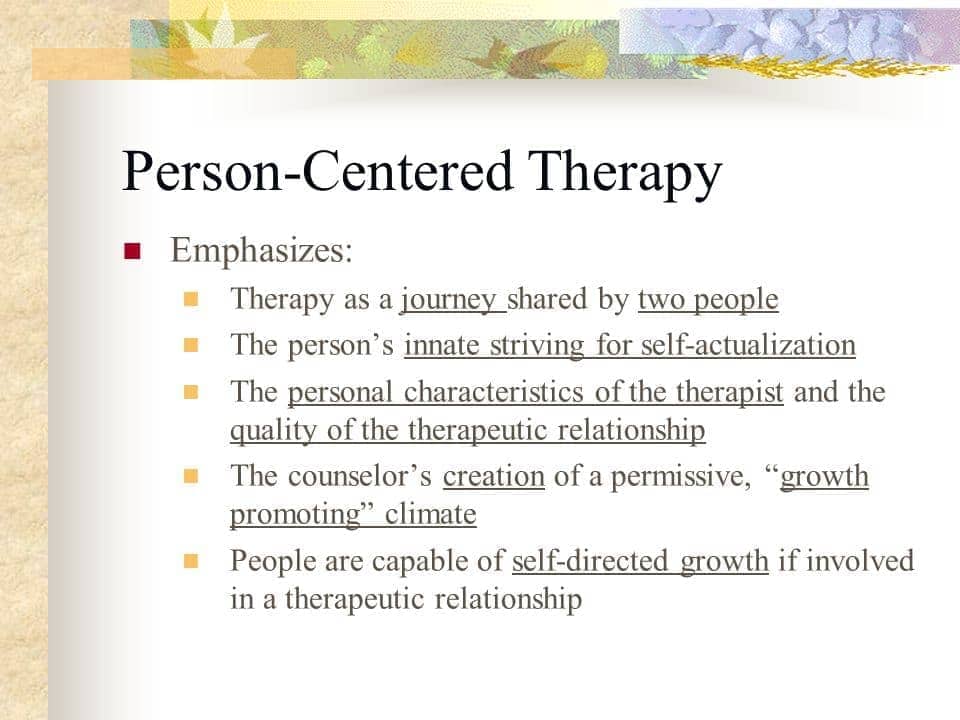 Person-Centered Therapy
Emphasizes:
Therapy as a journey shared by two people
The person’s innate striving for self-actualization
The personal characteristics of the therapist and the
quality of the therapeutic relationship
The counselor’s creation of a permissive, “growth
promoting” climate
People are capable of self-directed growth if involved
in a therapeutic relationship